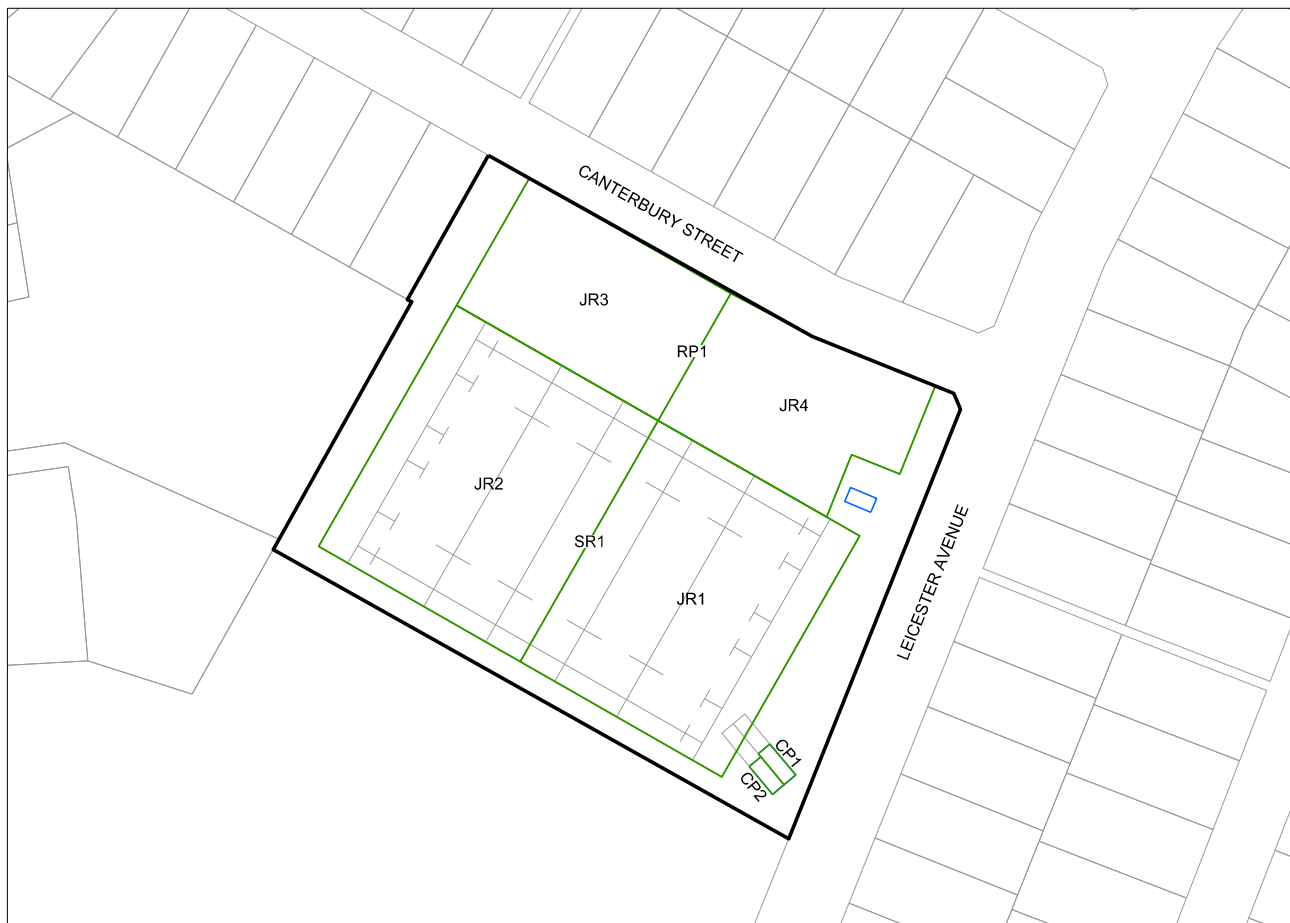 CANTERBURY STREET
JR3
RP1
JR4
JR2
LEICESTER AVENUE
SR1
JR1
CP1
CP2